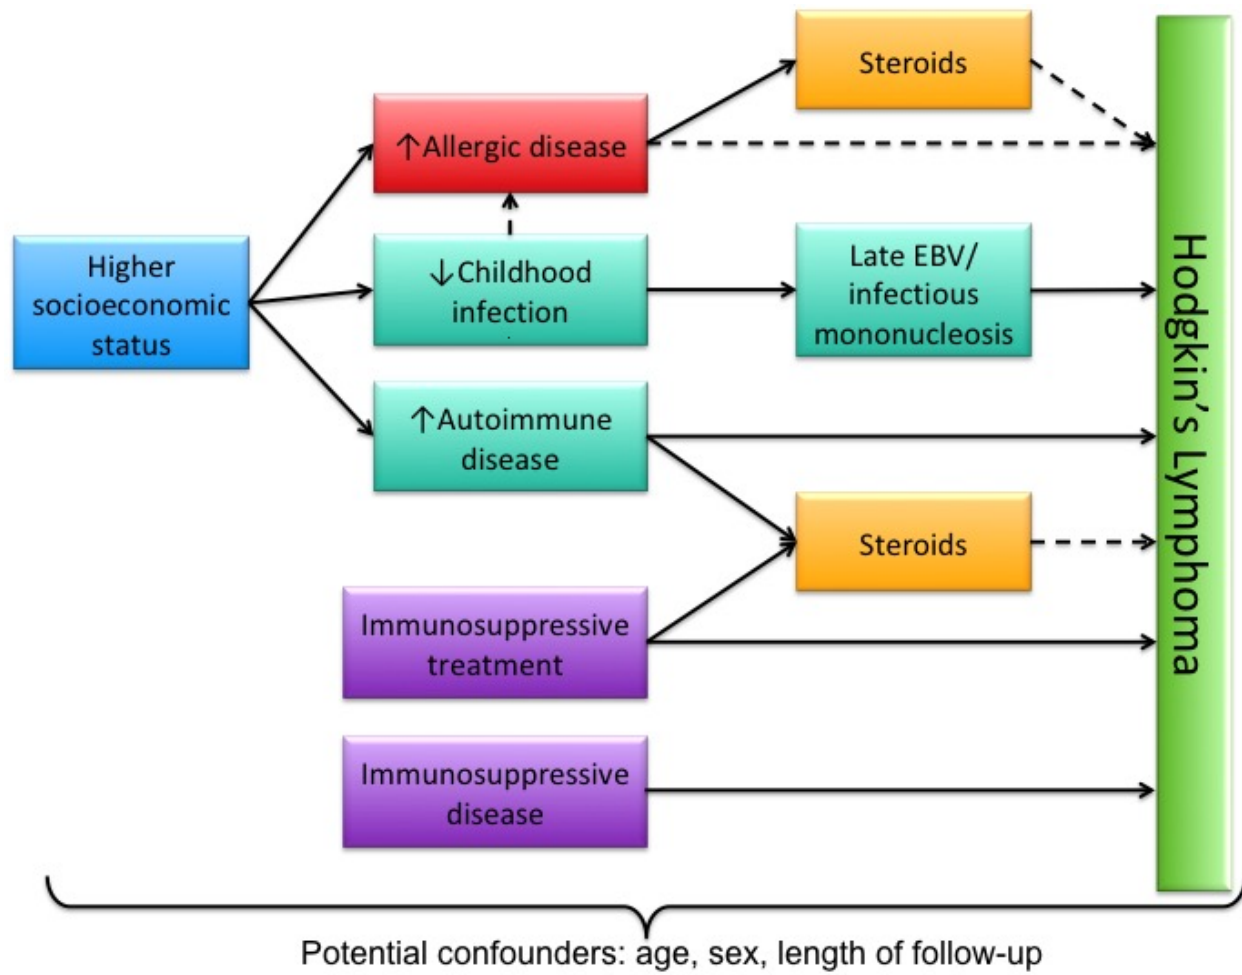 Steroids
↑Allergic disease
Higher
socioeconomic
status
↓Childhood
infection
.
Late EBV/
infectious
mononucleosis
↑Autoimmune
disease
Steroids
Immunosuppressive
treatment
Immunosuppressive
disease
Hodgkin’s Lymphoma
Potential confounders: age, sex, length of follow-up